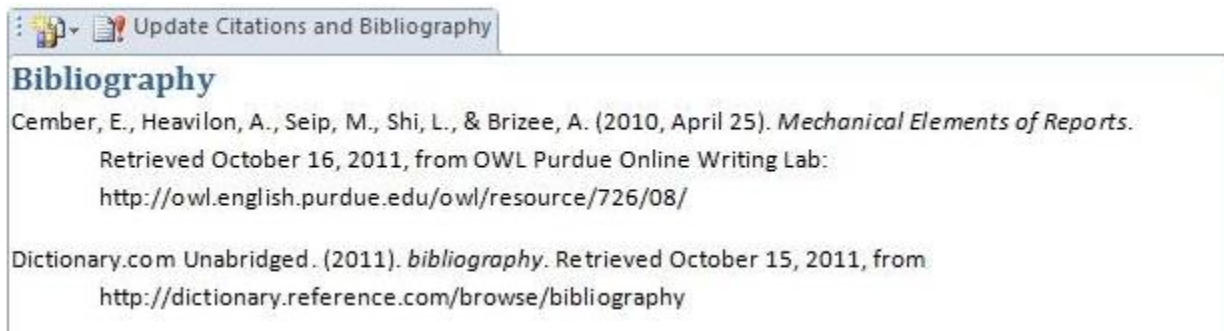 Update Citations and Bibliography
Bibliography
Cember, E., Heavilon, A., Seip, M., Shi, L., & Brizee, A. (2010, April 25). Mechanical Elements of Reports.
Retrieved October 16, 2011, from OWL Purdue Online Writing Lab:
http://owl.english.purdue.edu/owl/resource/726/08/
Dictionary.com Unabridged. (2011). bibliography. Retrieved October 15, 2011, from
http://dictionary.reference.com/browse/bibliography